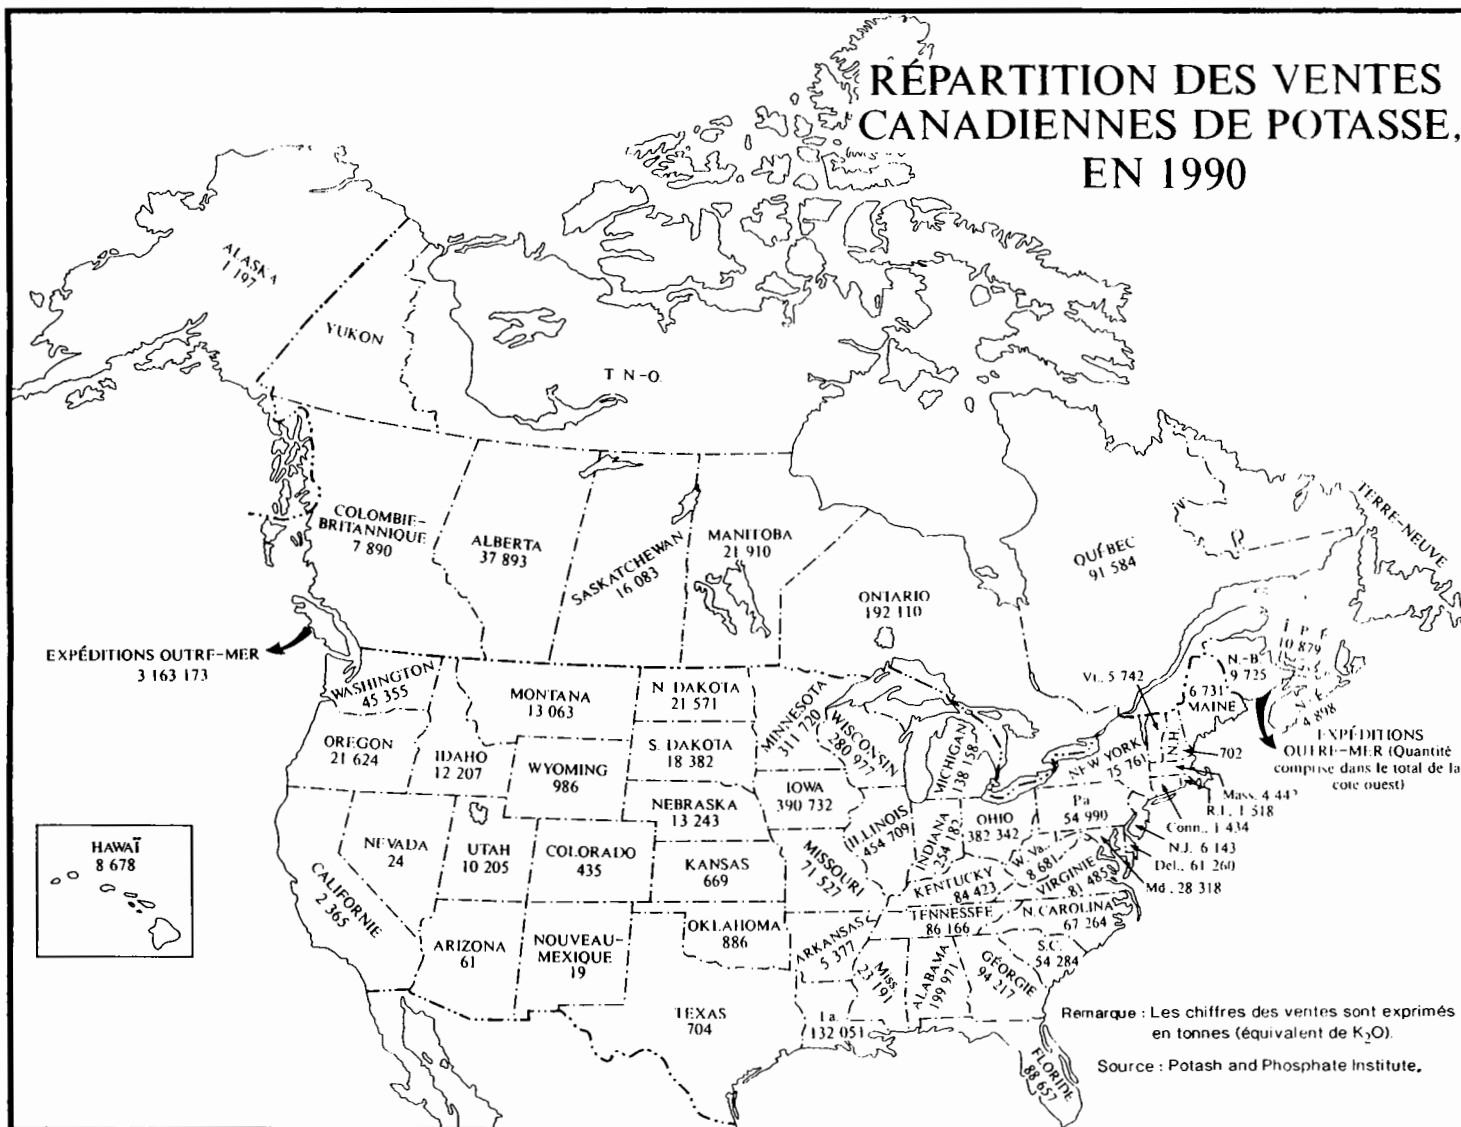 RÉPARTITION DES VENTES
CANADIENNES DE POTASSE,
EN 1990
ALASKA
1 197
YUKON
T N-O.
COLOMBIE-
BRITANNIQUE
7 890
ALBERTA
37 893
SASKATCHEWAN
16 083
MANITOBA
21 910
ONTARIO
192 110
QUÉBEC
91 584
TERRE-NEUVE
Î P É
10 879
N.-B.
9 725
N É
4 898
EXPÉDITIONS OUTRE-MER
3 163 173
WASHINGTON
45 355
MONTANA
13 063
N. DAKOTA
21 571
MINNESOTA
311 720
WISCONSIN
280 977
MICHIGAN
138 158
Vt., 5 742
6 731
MAINE
N.H.
702
EXPÉDITIONS
OUTRE-MER (Quantité
comprise dans le total de la
côte ouest)
OREGON
21 624
IDAHO
12 207
WYOMING
986
S. DAKOTA
18 382
IOWA
390 732
NEBRASKA
13 243
NEW YORK
75 761
Mass. 4 442
R.I., 1 518
Conn., 1 434
N.J. 6 143
Del., 61 260
Md., 28 318
Pa
54 990
OHIO
382 342
INDIANA
254 182
ILLINOIS
454 709
HAWAÏ
8 678
CALIFORNIE
2 365
NEVADA
24
UTAH
10 205
COLORADO
435
KANSAS
669
MISSOURI
71 527
KENTUCKY
84 423
W. Va.
8 681
VIRGINIE
81 485
ARIZONA
61
NOUVEAU-
MEXIQUE
19
OKLAHOMA
886
ARKANSAS
5 377
TENNESSEE
86 166
N. CAROLINA
67 264
S.C.
54 284
TEXAS
704
La.
132 051
Miss.
23 191
ALABAMA
199 971
GÉORGIE
94 217
FLORIDE
88 657
Remarque : Les chiffres des ventes sont exprimés
en tonnes (équivalent de K₂O).
Source : Potash and Phosphate Institute.